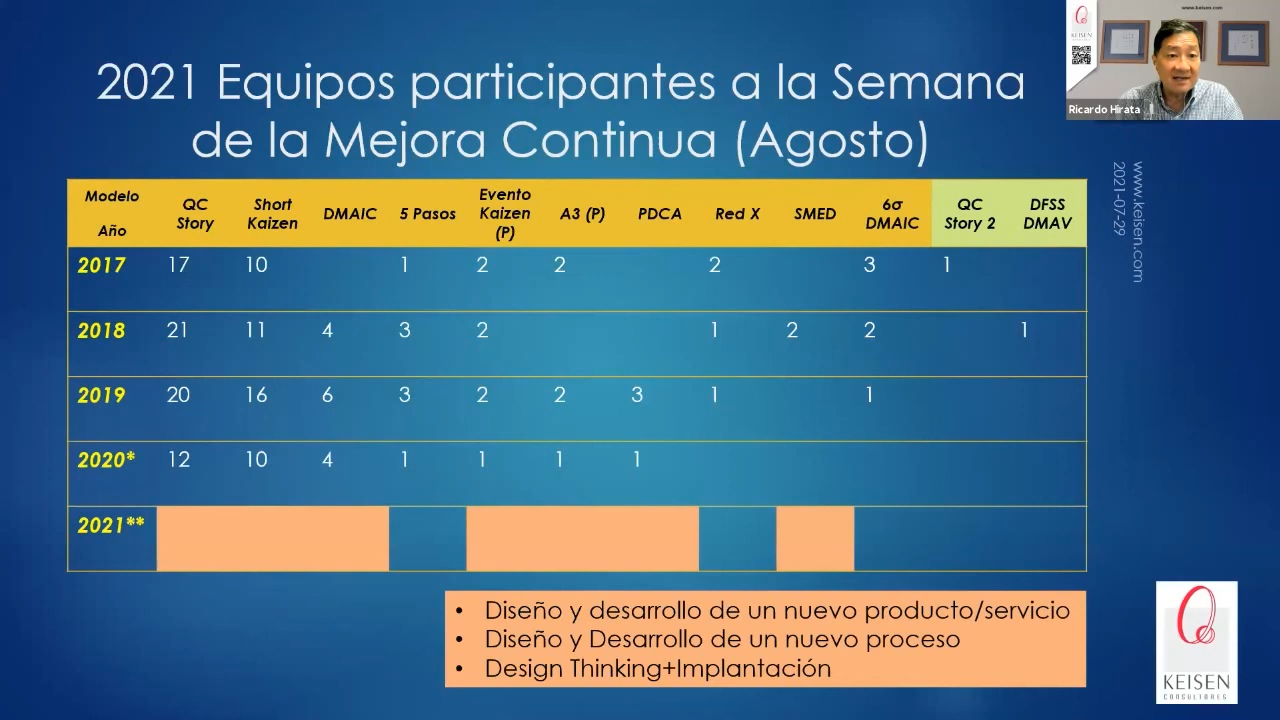 www.keisen.com
KEISEN
Ricardo Hirata
2021 Equipos participantes a la Semana
de la Mejora Continua (Agosto)
Modelo
Año
QC
Story
Short
Kaizen
DMAIC
5 Pasos
Evento
Kaizen
(P)
A3 (P)
PDCA
Red X
SMED
6σ
DMAIC
QC
Story 2
DFSS
DMAV
2017 17 10 1 2 2 2 3 1
2018 21 11 4 3 2 1 2 2 1
2019 20 16 6 3 2 2 3 1 1
2020* 12 10 4 1 1 1 1
2021**
www.keisen.com
2021-07-29
• Diseño y desarrollo de un nuevo producto/servicio
• Diseño y Desarrollo de un nuevo proceso
• Design Thinking+Implantación
KEISEN
CONSULTORES